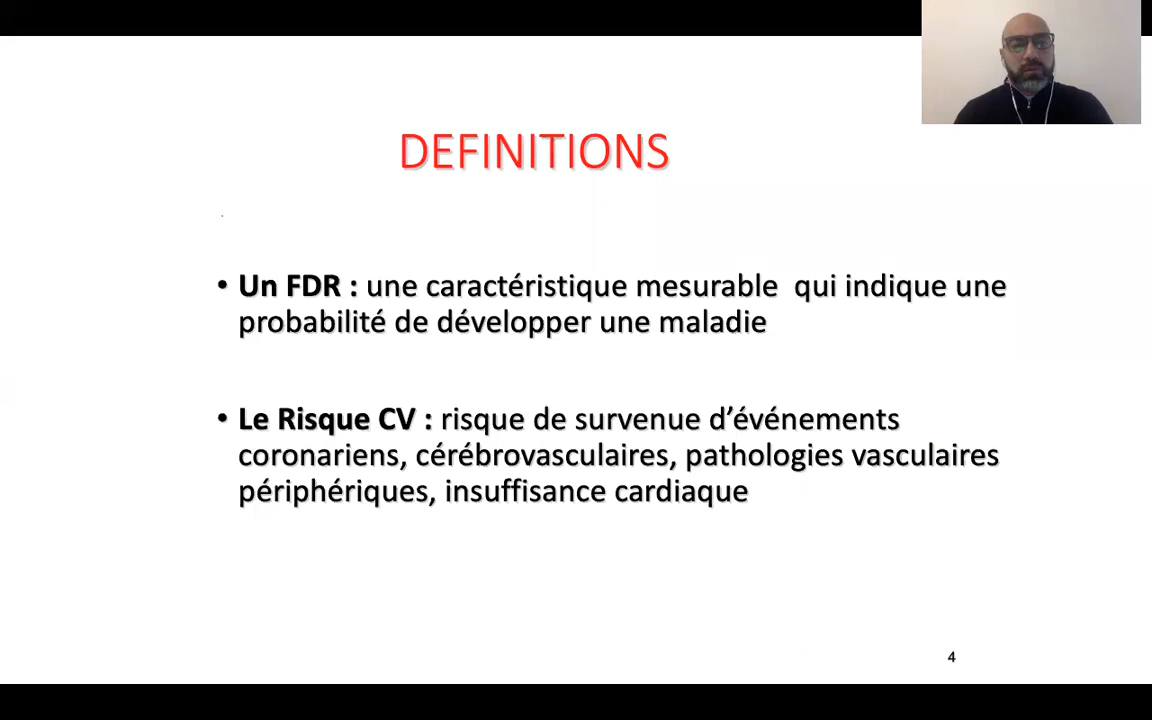 DEFINITIONS
• Un FDR : une caractéristique mesurable  qui indique une
probabilité de développer une maladie
• Le Risque CV : risque de survenue d’événements
coronariens, cérébrovasculaires, pathologies vasculaires
périphériques, insuffisance cardiaque
4